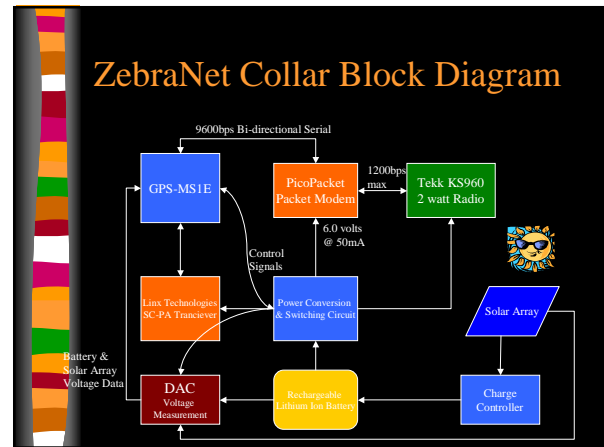 ZebraNet Collar Block Diagram
9600bps Bi-directional Serial
GPS-MS1E
PicoPacket
Packet Modem
1200bps
max
Tekk KS960
2 watt Radio
6.0 volts
@ 50mA
Control
Signals
Linx Technologies
SC-PA Tranciever
Power Conversion
& Switching Circuit
Solar Array
Battery &
Solar Array
Voltage Data
DAC
Voltage
Measurement
Rechargeable
Lithium Ion Battery
Charge
Controller